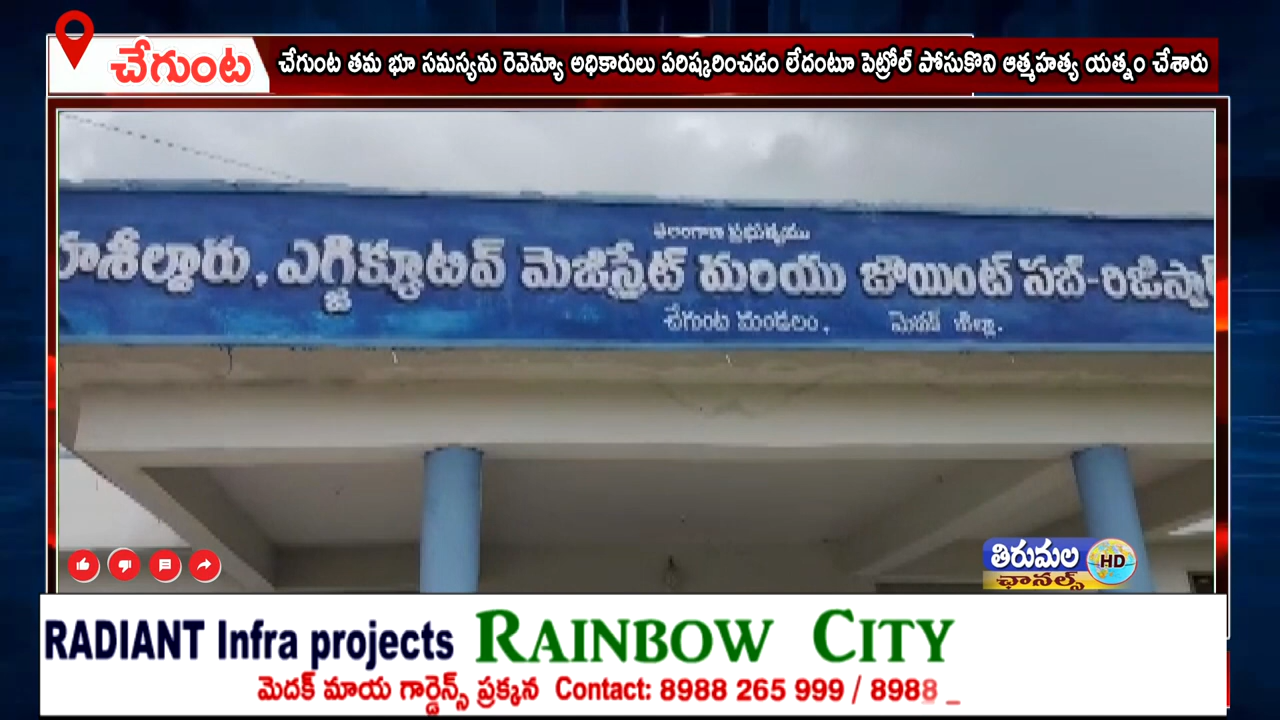 చేగుంట
చేగుంట తమ భూ సమస్యను రెవెన్యూ అధికారులు పరిష్కరించడం లేదంటూ పెట్రోల్ పోసుకొని ఆత్మహత్య యత్నం చేశారు
తెలంగాణ ప్రభుత్వము
ఎగ్జిక్యూటివ్ మెజిస్ట్రేట్ మరియు జాయింట్ సబ్-రిజిస్ట్రార్
చేగుంట మండలం, మెదక్ జిల్లా.
తిరుమల
ఛానల్స్
HD
RADIANT Infra projects RAINBOW CITY
మెదక్ మాయ గార్డెన్స్ ప్రక్కన Contact: 8988 265 999 / 8988